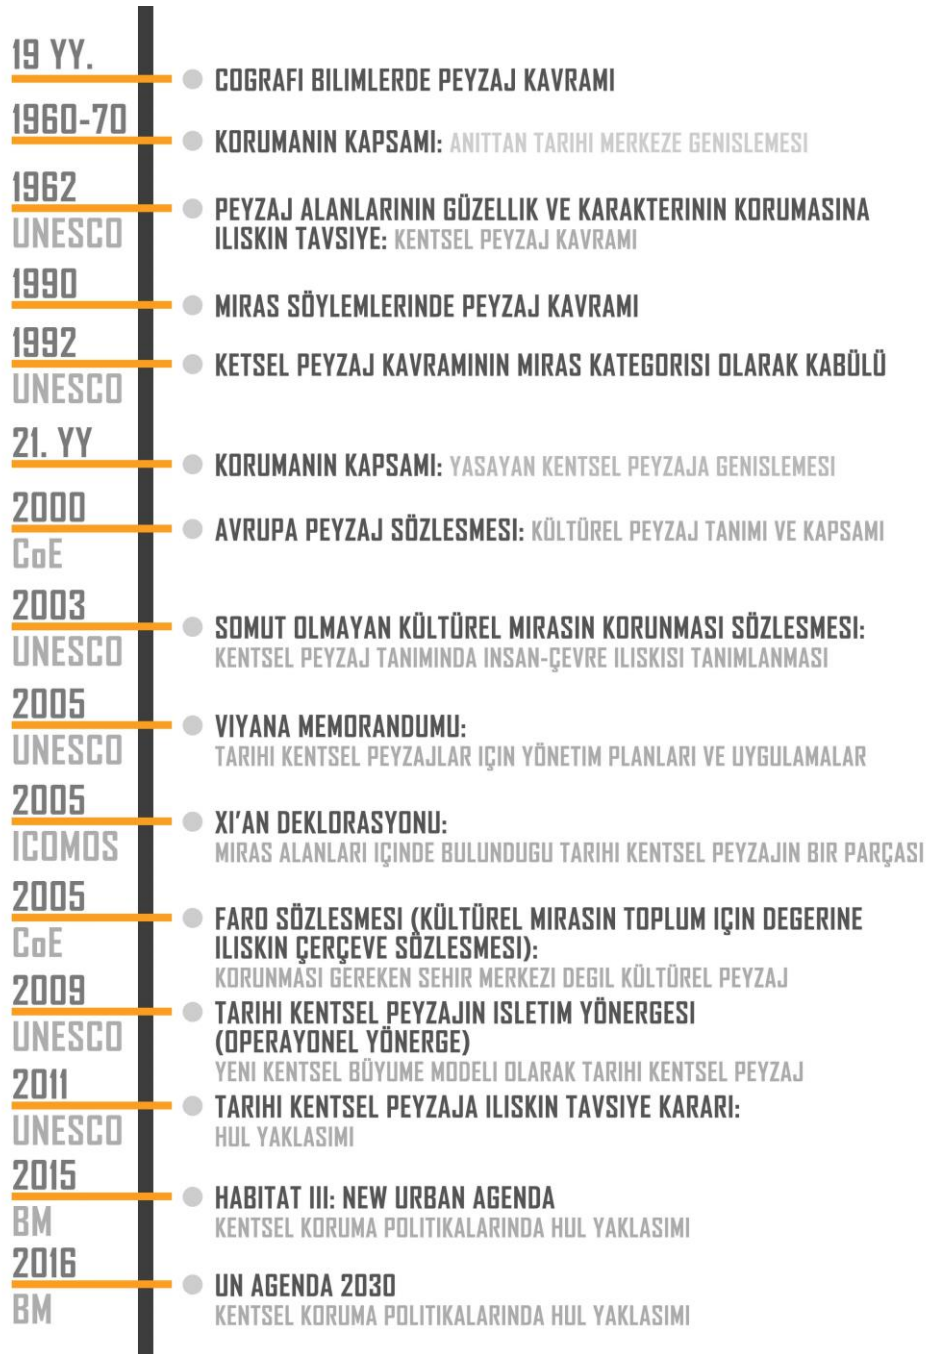 19 YY.
COGRAFI BILIMLERDE PEYZAJ KAVRAMI
1960-70
KORUMANIN KAPSAMI: ANITTAN TARIHI MERKEZE GENISLEMESI
1962
UNESCO
PEYZAJ ALANLARININ GÜZELLIK VE KARAKTERININ KORUMASINA
ILISKIN TAVSIYE: KENTSEL PEYZAJ KAVRAMI
1990
MIRAS SÖYLEMLERINDE PEYZAJ KAVRAMI
1992
UNESCO
KETSEL PEYZAJ KAVRAMININ MIRAS KATEGORISI OLARAK KABÜLÜ
21. YY
KORUMANIN KAPSAMI: YASAYAN KENTSEL PEYZAJA GENISLEMESI
2000
CoE
AVRUPA PEYZAJ SÖZLESMESI: KÜLTÜREL PEYZAJ TANIMI VE KAPSAMI
2003
UNESCO
SOMUT OLMAYAN KÜLTÜREL MIRASIN KORUNMASI SÖZLESMESI:
KENTSEL PEYZAJ TANIMINDA INSAN-ÇEVRE ILISKISI TANIMLANMASI
2005
UNESCO
VIYANA MEMORANDUMU:
TARIHI KENTSEL PEYZAJLAR IÇIN YÖNETIM PLANLARI VE UYGULAMALAR
2005
ICOMOS
XI'AN DEKLORASYONU:
MIRAS ALANLARI IÇINDE BULUNDUGU TARIHI KENTSEL PEYZAJIN BIR PARÇASI
2005
CoE
FARO SÖZLESMESI (KÜLTÜREL MIRASIN TOPLUM IÇIN DEGERINE
ILISKIN ÇERÇEVE SÖZLESMESI):
KORUNMASI GEREKEN SEHIR MERKEZI DEGIL KÜLTÜREL PEYZAJ
2009
UNESCO
TARIHI KENTSEL PEYZAJIN ISLETIM YÖNERGESI
(OPERAYONEL YÖNERGE)
YENI KENTSEL BÜYUME MODELI OLARAK TARIHI KENTSEL PEYZAJ
2011
UNESCO
TARIHI KENTSEL PEYZAJA ILISKIN TAVSIYE KARARI:
HUL YAKLASIMI
2015
BM
HABITAT III: NEW URBAN AGENDA
KENTSEL KORUMA POLITIKALARINDA HUL YAKLASIMI
2016
BM
UN AGENDA 2030
KENTSEL KORUMA POLITIKALARINDA HUL YAKLASIMI